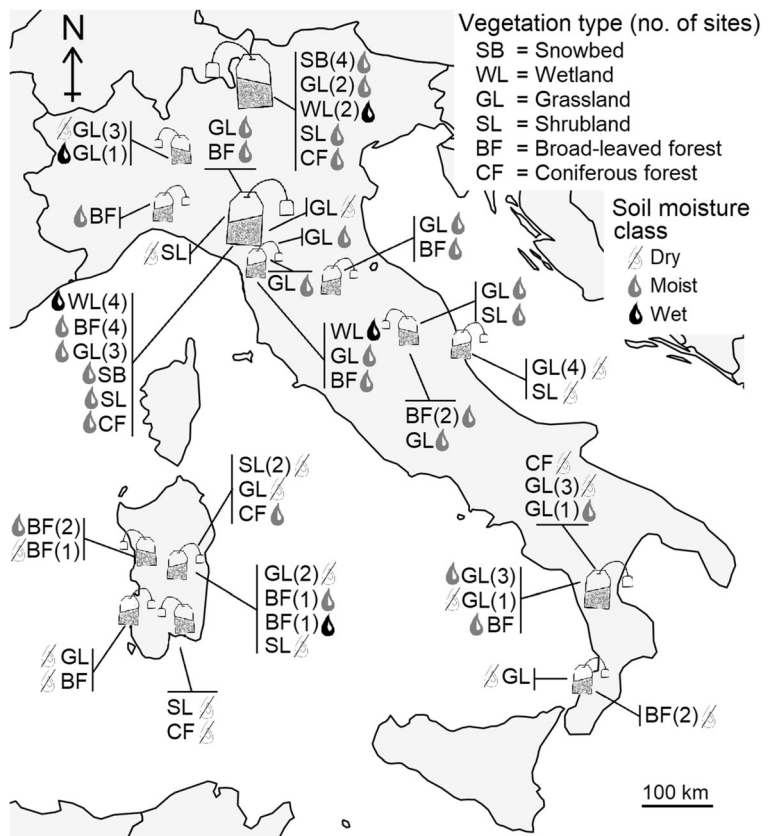 N
Vegetation type (no. of sites)
SB = Snowbed
WL = Wetland
GL = Grassland
SL = Shrubland
BF = Broad-leaved forest
CF = Coniferous forest
Soil moisture
class
Dry
Moist
Wet
SB(4)
GL(2)
WL(2)
SL
CF
GL(3)
GL(1)
GL
BF
BF
GL
GL
SL
GL
GL
BF
WL(4)
BF(4)
GL(3)
SB
SL
CF
WL
GL
BF
GL
SL
GL(4)
SL
BF(2)
GL
CF
GL(3)
GL(1)
SL(2)
GL
CF
BF(2)
BF(1)
GL(2)
BF(1)
BF(1)
SL
GL(3)
GL(1)
BF
GL
BF
SL
CF
GL
BF(2)
100 km